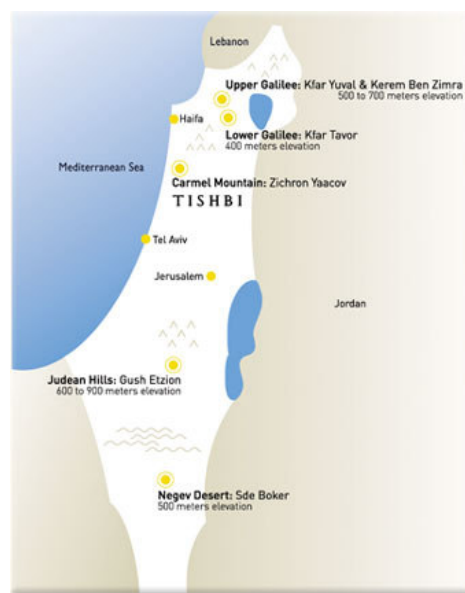 Lebanon
Upper Galilee: Kfar Yuval & Kerem Ben Zimra
500 to 700 meters elevation
Haifa
Lower Galilee: Kfar Tavor
400 meters elevation
Mediterranean Sea
Carmel Mountain: Zichron Yaacov
TISHBI
Tel Aviv
Jerusalem
Jordan
Judean Hills: Gush Etzion
600 to 900 meters elevation
Negev Desert: Sde Boker
500 meters elevation